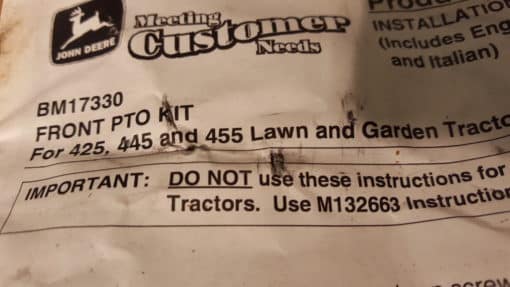 JOHN DEERE
Meeting
Customer
Needs
INSTALLATIO
(Includes Eng
and Italian)
BM17330
FRONT PTO KIT
For 425, 445 and 455 Lawn and Garden Tracto
IMPORTANT: DO NOT use these instructions for
Tractors. Use M132663 Instruction